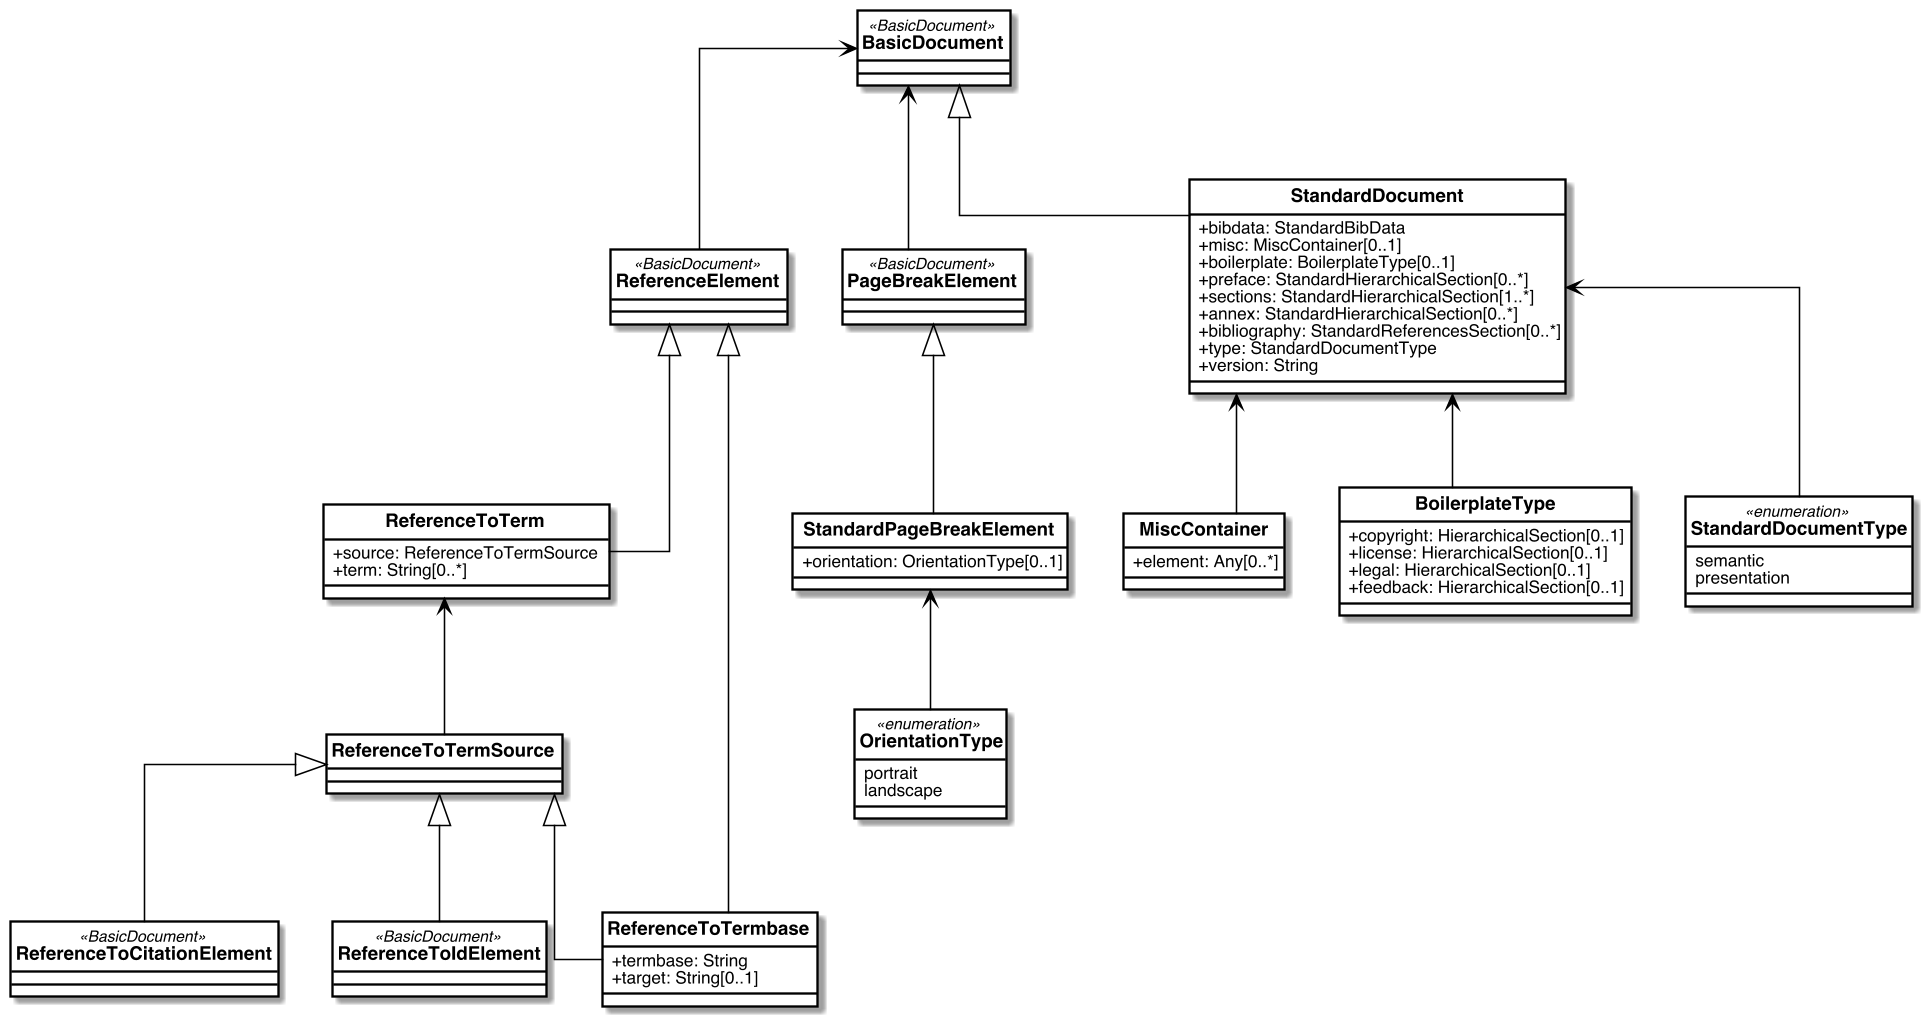 «BasicDocument»
BasicDocument
StandardDocument
+bibdata: StandardBibData
+misc: MiscContainer[0..1]
+boilerplate: BoilerplateType[0..1]
+preface: StandardHierarchicalSection[0..*]
+sections: StandardHierarchicalSection[1..*]
+annex: StandardHierarchicalSection[0..*]
+bibliography: StandardReferencesSection[0..*]
+type: StandardDocumentType
+version: String
«BasicDocument»
ReferenceElement
«BasicDocument»
PageBreakElement
ReferenceToTerm
+source: ReferenceToTermSource
+term: String[0..*]
StandardPageBreakElement
+orientation: OrientationType[0..1]
MiscContainer
+element: Any[0..*]
BoilerplateType
+copyright: HierarchicalSection[0..1]
+license: HierarchicalSection[0..1]
+legal: HierarchicalSection[0..1]
+feedback: HierarchicalSection[0..1]
«enumeration»
StandardDocumentType
semantic
presentation
ReferenceToTermSource
«enumeration»
OrientationType
portrait
landscape
«BasicDocument»
ReferenceToCitationElement
«BasicDocument»
ReferenceToIdElement
ReferenceToTermbase
+termbase: String
+target: String[0..1]